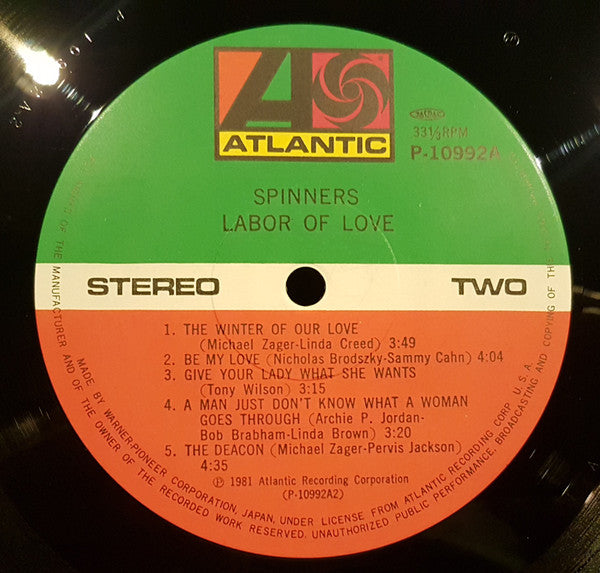 ATLANTIC
33⅓RPM
P-10992A
SPINNERS
LABOR OF LOVE
STEREO
TWO
1. THE WINTER OF OUR LOVE
(Michael Zager-Linda Creed) 3:49
2. BE MY LOVE (Nicholas Brodszky-Sammy Cahn) 4:04
3. GIVE YOUR LADY WHAT SHE WANTS
(Tony Wilson) 3:15
4. A MAN JUST DON'T KNOW WHAT A WOMAN
GOES THROUGH (Archie P. Jordan-
Bob Brabham-Linda Brown) 3:20
5. THE DEACON (Michael Zager-Pervis Jackson)
4:35
Ⓟ 1981 Atlantic Recording Corporation
(P-10992A2)
MADE BY WARNER-PIONEER CORPORATION, JAPAN, UNDER LICENSE FROM ATLANTIC RECORDING CORP. U.S.A.
OF THE MANUFACTURER AND OF THE OWNER OF THE RECORDED WORK RESERVED. UNAUTHORIZED PUBLIC PERFORMANCE, BROADCASTING AND COPYING OF